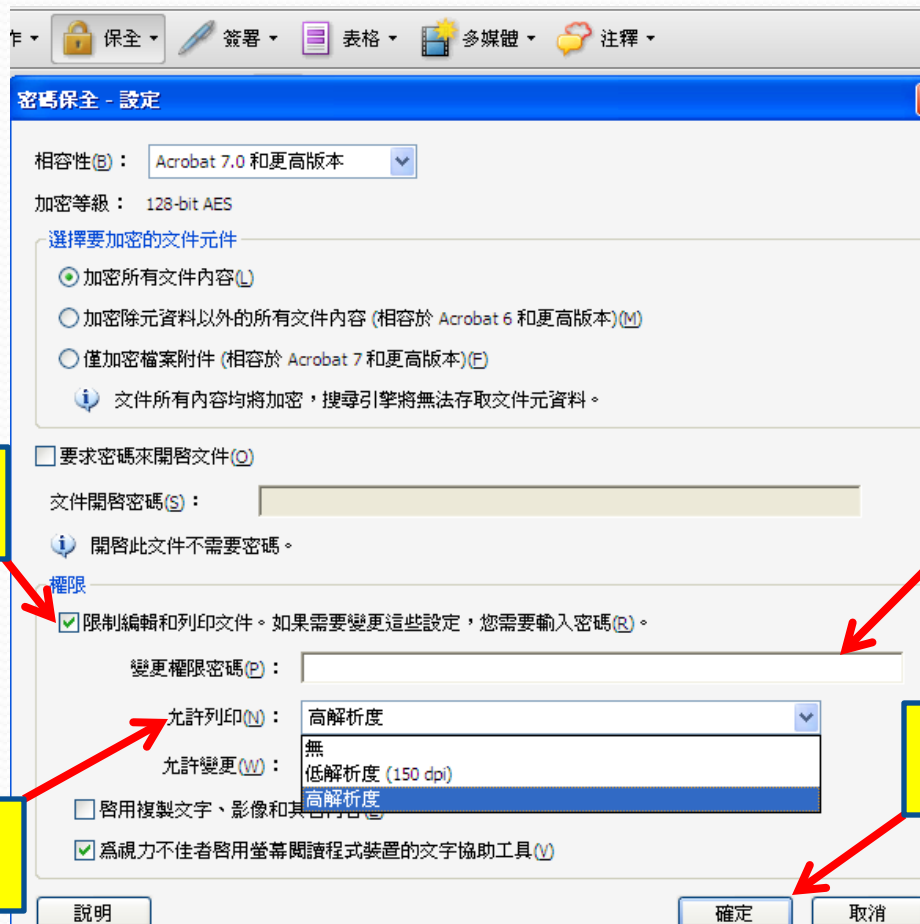 保全 簽署 表格 多媒體 注釋
密碼保全 - 設定
相容性(B)： Acrobat 7.0 和更高版本
加密等級： 128-bit AES
選擇要加密的文件元件
加密所有文件內容(L)
加密除元資料以外的所有文件內容 (相容於 Acrobat 6 和更高版本)(M)
僅加密檔案附件 (相容於 Acrobat 7 和更高版本)(F)
文件所有內容均將加密，搜尋引擎將無法存取文件元資料。
要求密碼來開啓文件(O)
文件開啓密碼(S)：
開啓此文件不需要密碼。
權限
限制編輯和列印文件。如果需要變更這些設定，您需要輸入密碼(R)。
變更權限密碼(P)：
允許列印(N)： 高解析度
無
允許變更(W)：
低解析度 (150 dpi)
高解析度
啓用複製文字、影像和
爲視力不佳者啓用螢幕閱讀程式裝置的文字協助工具(V)
說明 確定 取消